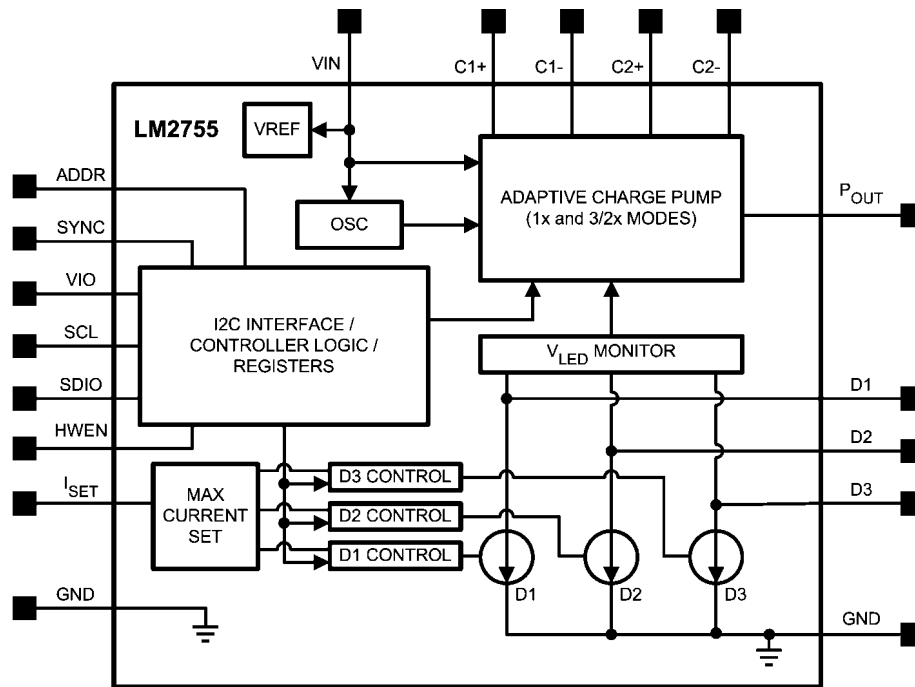 VIN
C1+
C1-
C2+
C2-
LM2755
VREF
ADDR
ADAPTIVE CHARGE PUMP
(1x and 3/2x MODES)
POUT
OSC
SYNC
VIO
I2C INTERFACE /
CONTROLLER LOGIC /
REGISTERS
SCL
VLED MONITOR
SDIO
D1
HWEN
D2
ISET
MAX
CURRENT
SET
D3 CONTROL
D3
D2 CONTROL
D1 CONTROL
D1
D2
D3
GND
GND